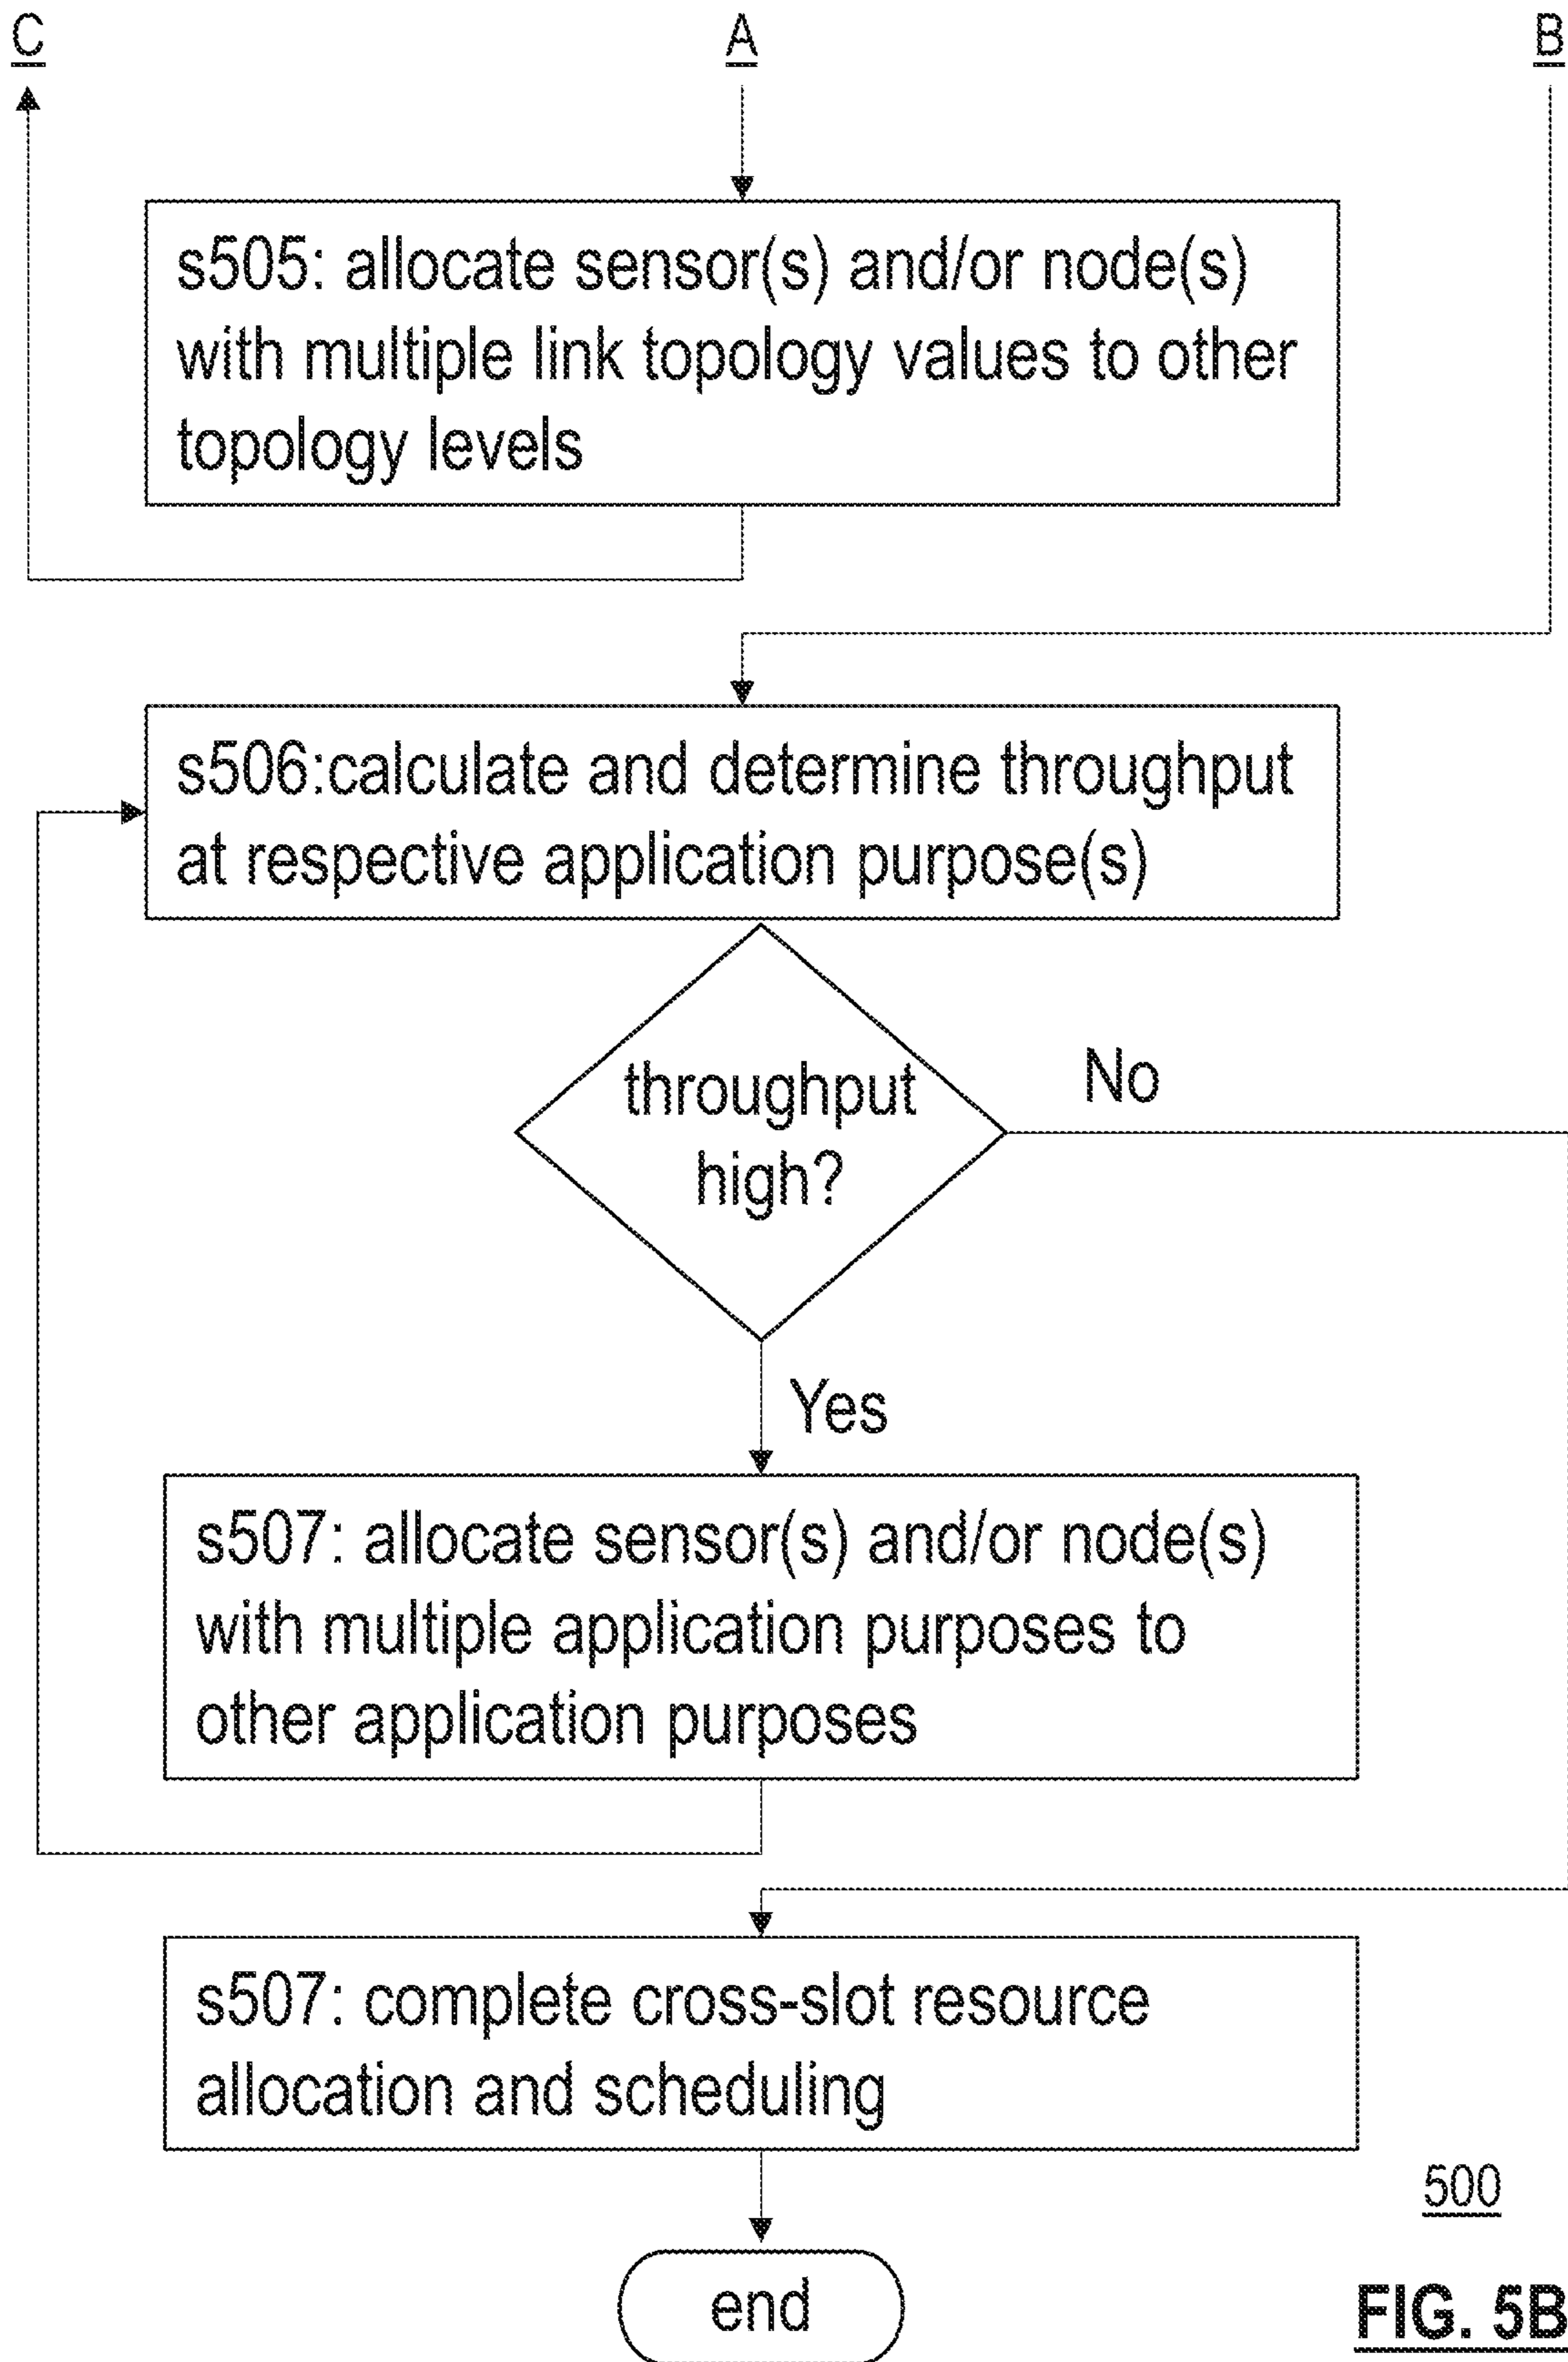 C
A
B
s505: allocate sensor(s) and/or node(s)
with multiple link topology values to other
topology levels
s506:calculate and determine throughput
at respective application purpose(s)
throughput
high?
No
Yes
s507: allocate sensor(s) and/or node(s)
with multiple application purposes to
other application purposes
s507: complete cross-slot resource
allocation and scheduling
500
end
FIG. 5B